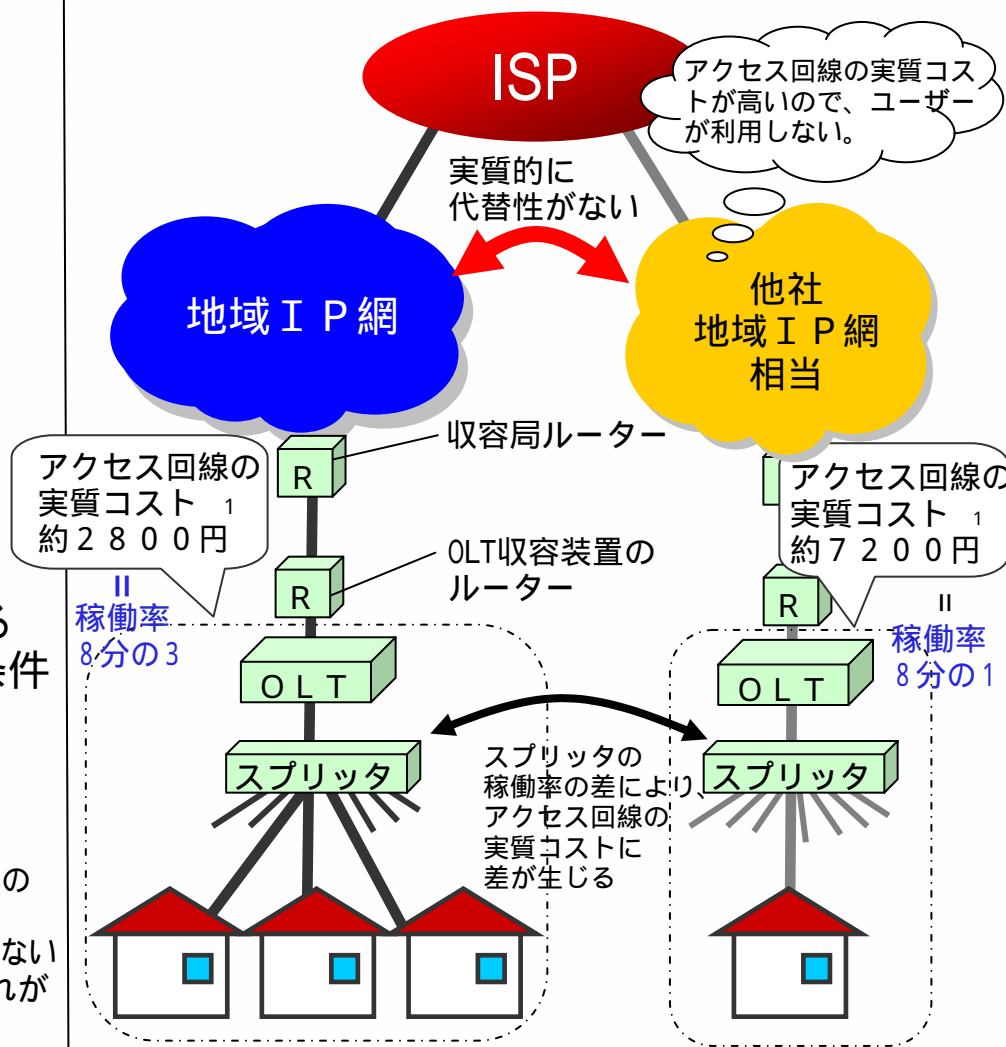 ISP
アクセス回線の実質コス
トが高いので、ユーザー
が利用しない。
実質的に
代替性がない
地域ＩＰ網
他社
地域ＩＰ網
相当
収容局ルーター
R
アクセス回線の
実質コスト 1
約２８００円
=
稼働率
8分の3
OLT収容装置の
ルーター
R
アクセス回線の
実質コスト 1
約７２００円
=
稼働率
8分の1
R
る
件
OLT
OLT
スプリッタ
スプリッタ
スプリッタの
稼働率の差により、
アクセス回線の
実質コストに
差が生じる
の
ない
れが